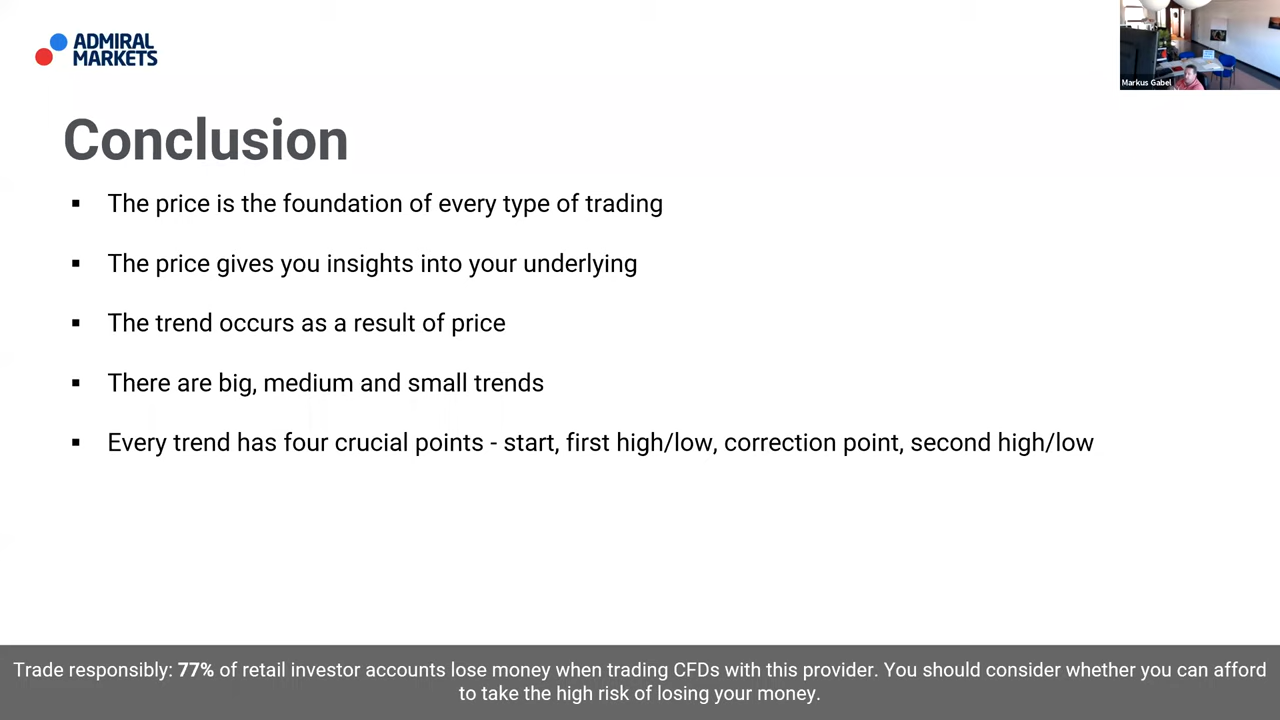 ADMIRAL
MARKETS
Markus Gabel
Conclusion
▪ The price is the foundation of every type of trading
▪ The price gives you insights into your underlying
▪ The trend occurs as a result of price
▪ There are big, medium and small trends
▪ Every trend has four crucial points - start, first high/low, correction point, second high/low
Trade responsibly: 77% of retail investor accounts lose money when trading CFDs with this provider. You should consider whether you can afford
to take the high risk of losing your money.